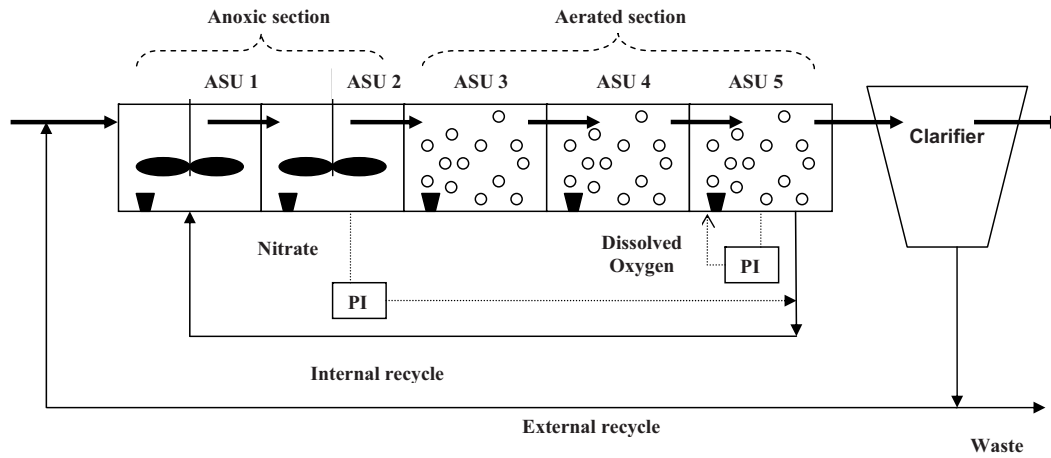 Anoxic section
Aerated section
ASU 1
ASU 2
ASU 3
ASU 4
ASU 5
Clarifier
Nitrate
Dissolved
Oxygen
PI
PI
Internal recycle
External recycle
Waste